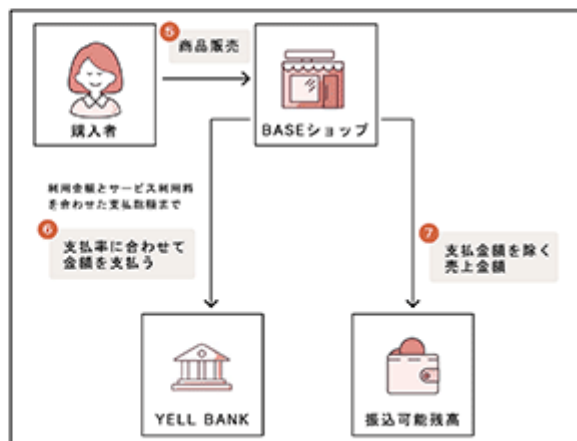 5
商品販売
購入者
BASEショップ
利用金額とサービス利用料
を合わせた支払総額まで
6
支払率に合わせて
金額を支払う
7
支払金額を除く
売上金額
YELL BANK
振込可能残高